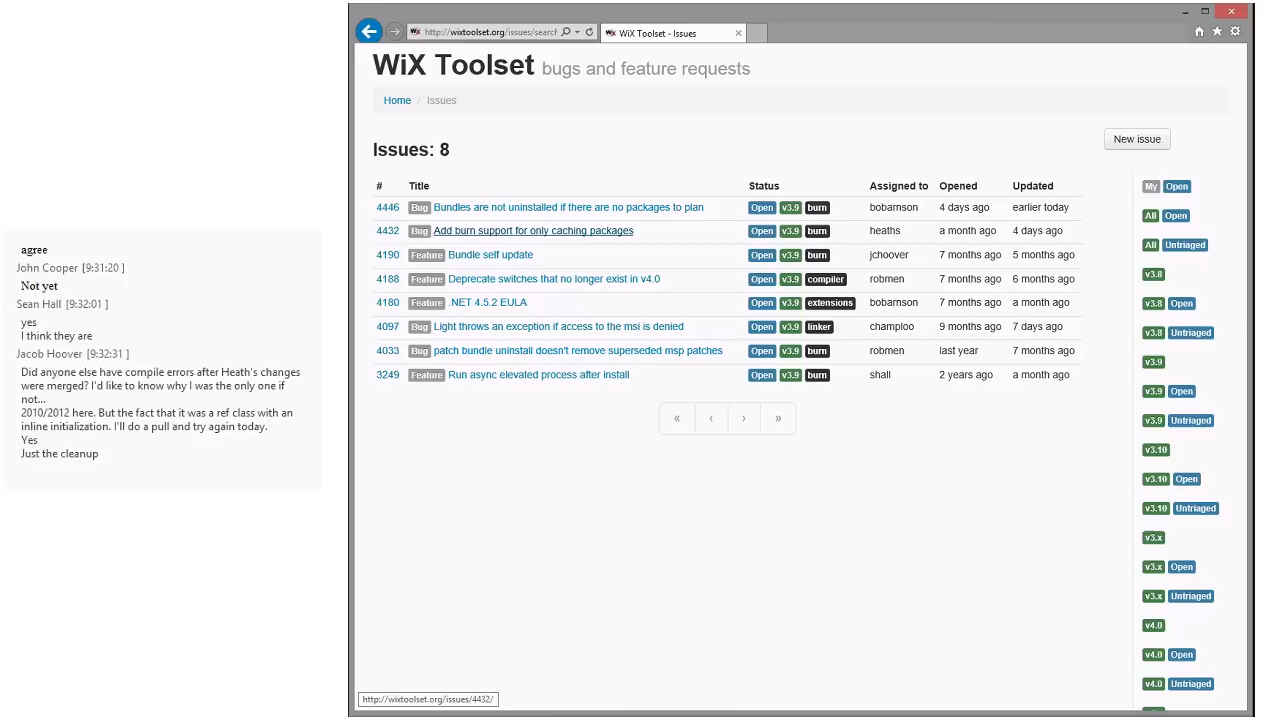 agree
John Cooper [9:31:20 ]
Not yet
Sean Hall [9:32:01 ]
yes
I think they are
Jacob Hoover [9:32:31 ]
Did anyone else have compile errors after Heath's changes
were merged? I'd like to know why I was the only one if
not...
2010/2012 here. But the fact that it was a ref class with an
inline initialization. I'll do a pull and try again today.
Yes
Just the cleanup
http://wixtoolset.org/issues/search
WiX Toolset - Issues
WiX Toolset bugs and feature requests
Home / Issues
Issues: 8
New issue
# Title Status Assigned to Opened Updated
4446 Bug Bundles are not uninstalled if there are no packages to plan Open v3.9 burn bobarnson 4 days ago earlier today
4432 Bug Add burn support for only caching packages Open v3.9 burn heaths a month ago 4 days ago
4190 Feature Bundle self update Open v3.9 burn jchoover 7 months ago 5 months ago
4188 Feature Deprecate switches that no longer exist in v4.0 Open v3.9 compiler robmen 7 months ago 6 months ago
4180 Feature .NET 4.5.2 EULA Open v3.9 extensions bobarnson 7 months ago a month ago
4097 Bug Light throws an exception if access to the msi is denied Open v3.9 linker champloo 9 months ago 7 days ago
4033 Bug patch bundle uninstall doesn't remove superseded msp patches Open v3.9 burn robmen last year 7 months ago
3249 Feature Run async elevated process after install Open v3.9 burn shall 2 years ago a month ago
« ‹ › »
My Open
All Open
All Untriaged
v3.8
v3.8 Open
v3.8 Untriaged
v3.9
v3.9 Open
v3.9 Untriaged
v3.10
v3.10 Open
v3.10 Untriaged
v3.x
v3.x Open
v3.x Untriaged
v4.0
v4.0 Open
v4.0 Untriaged
http://wixtoolset.org/issues/4432/